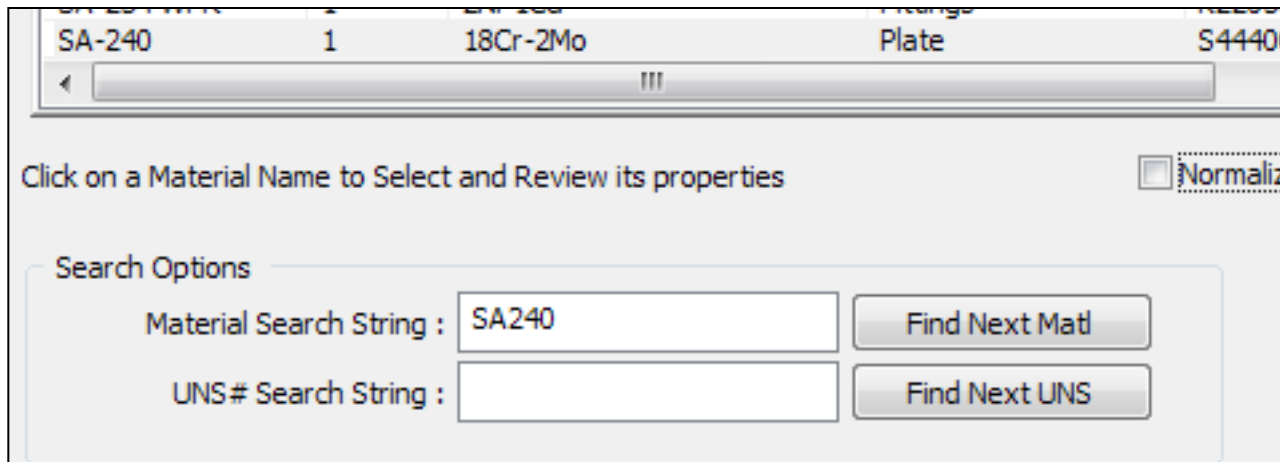 SA-240 1 18Cr-2Mo Plate
Click on a Material Name to Select and Review its properties
Search Options
Material Search String : SA240 Find Next Matl
UNS# Search String : Find Next UNS